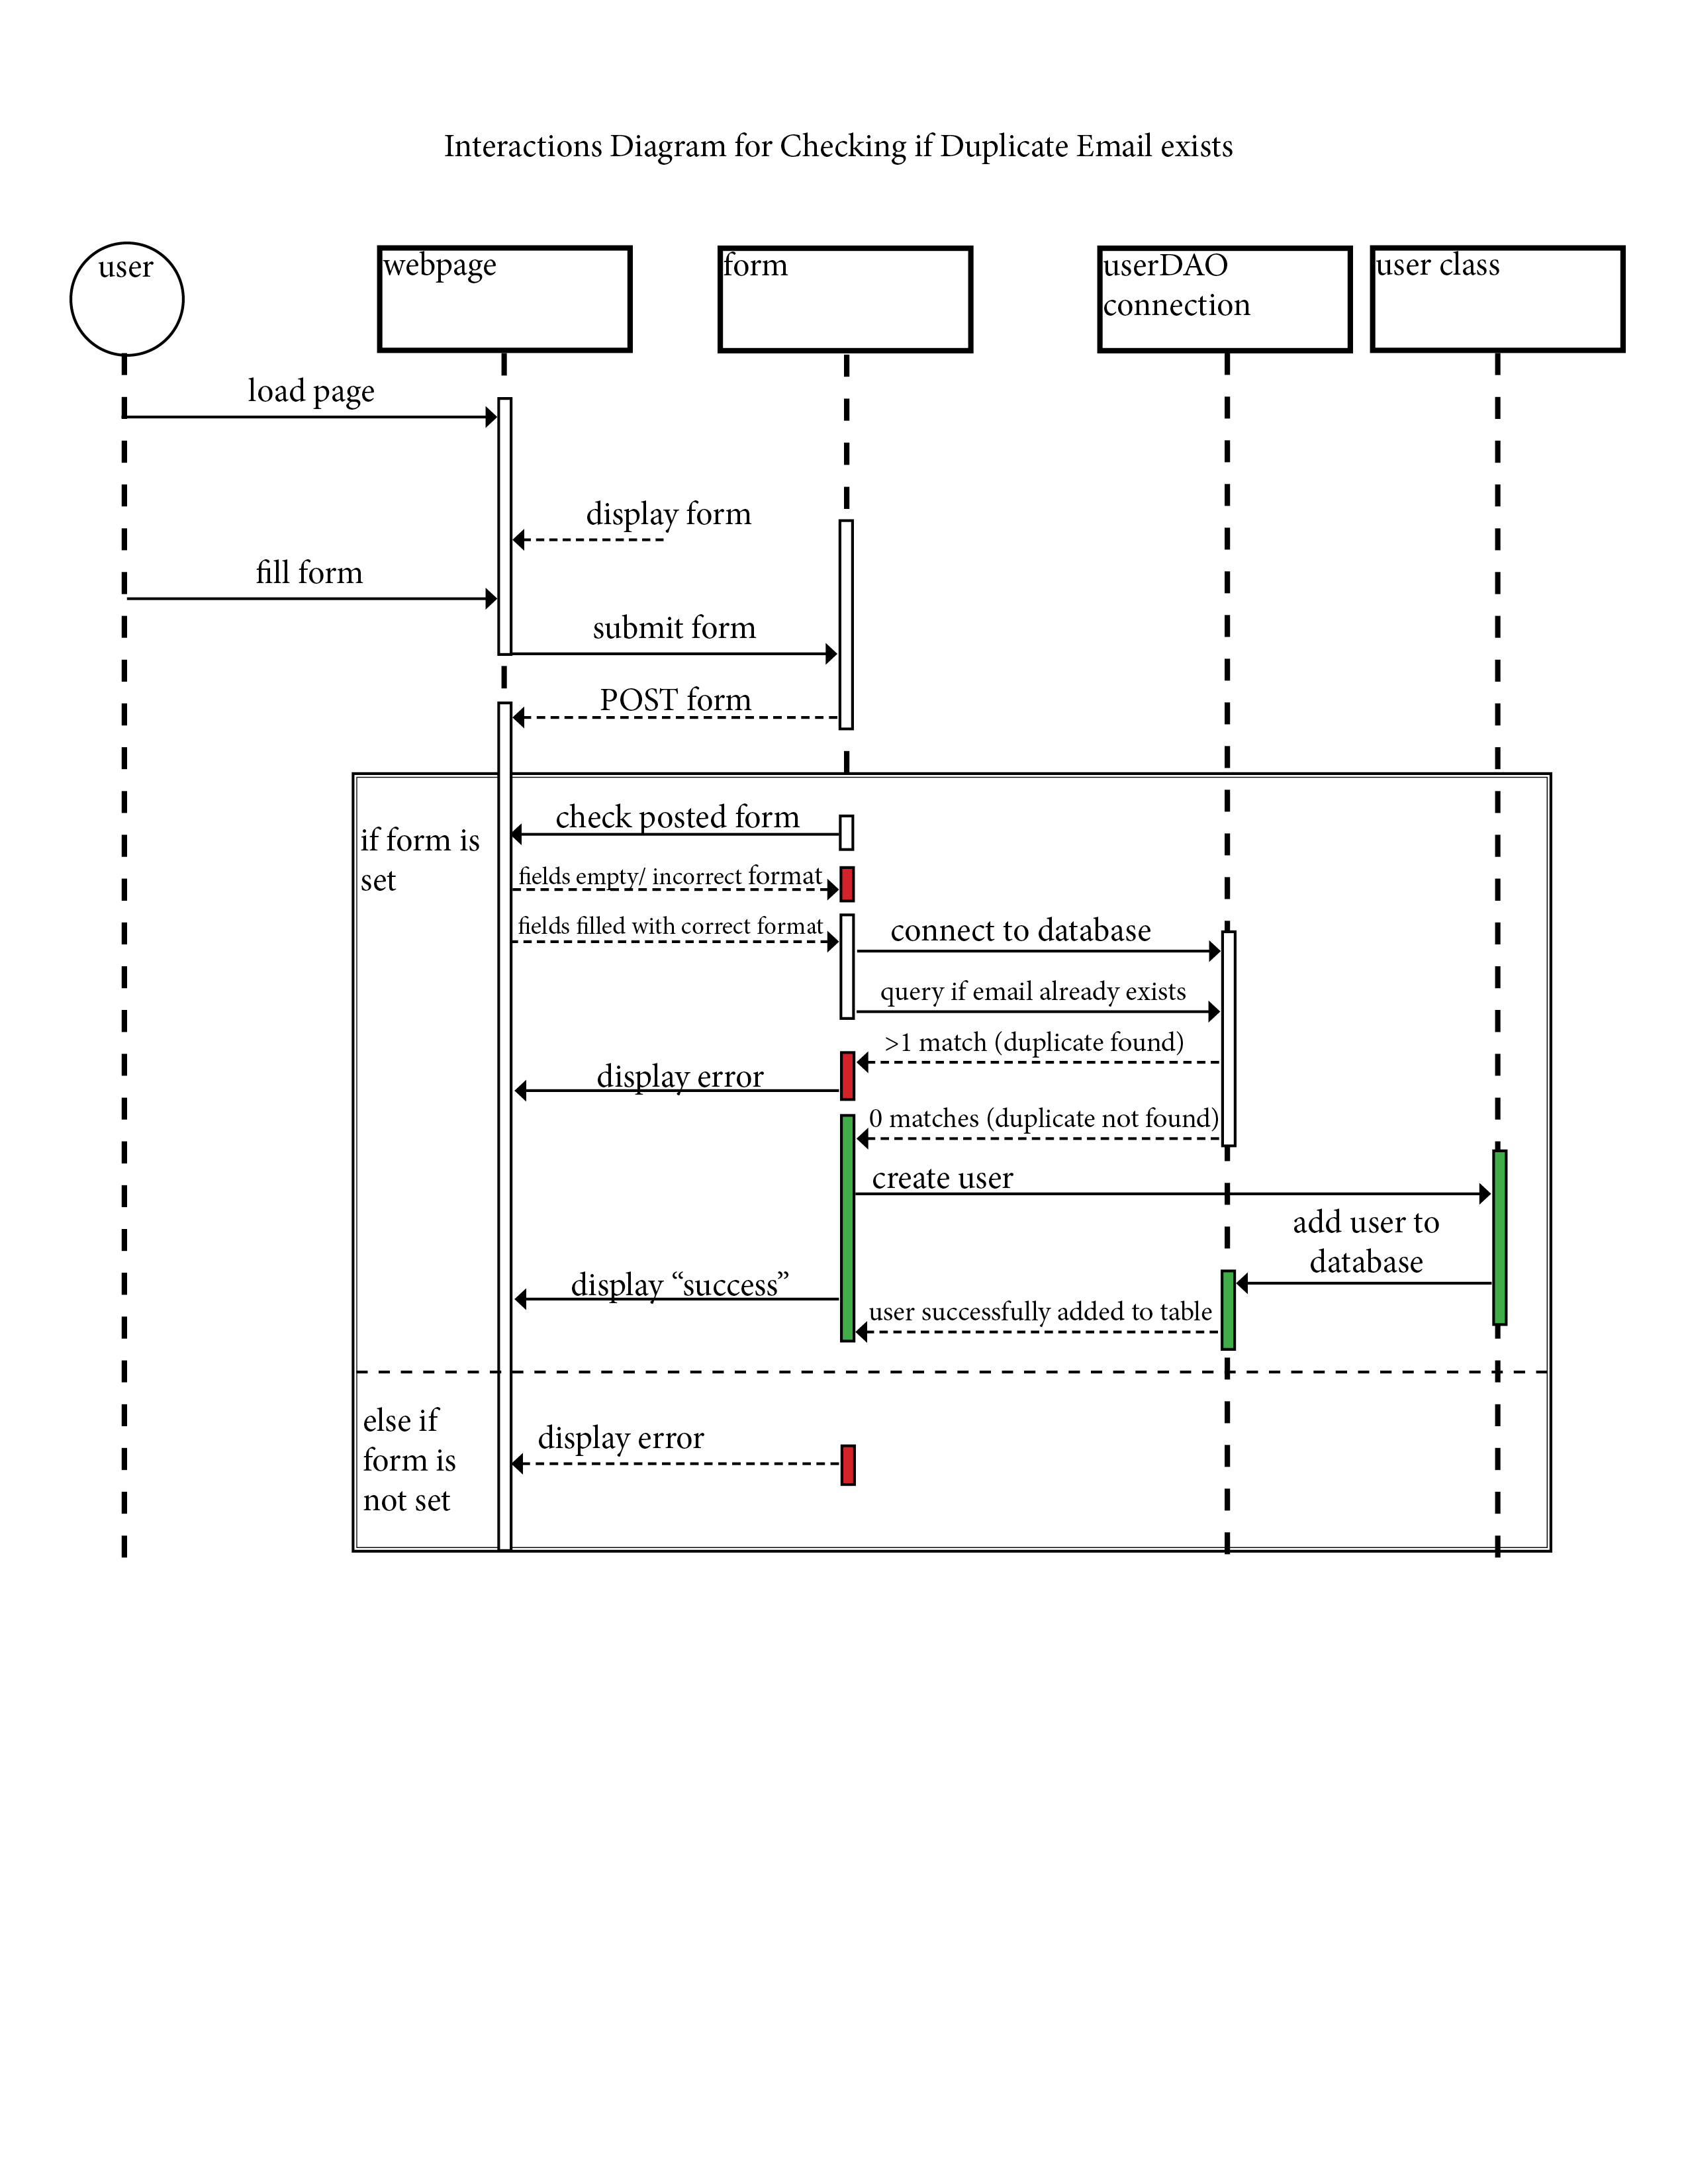 Interactions Diagram for Checking if Duplicate Email exists
user
webpage
form
userDAO
connection
user class
load page
display form
fill form
submit form
POST form
if form is
set
check posted form
fields empty/ incorrect format
fields filled with correct format
connect to database
query if email already exists
>1 match (duplicate found)
display error
0 matches (duplicate not found)
create user
add user to
database
display “success”
user successfully added to table
else if
form is
not set
display error